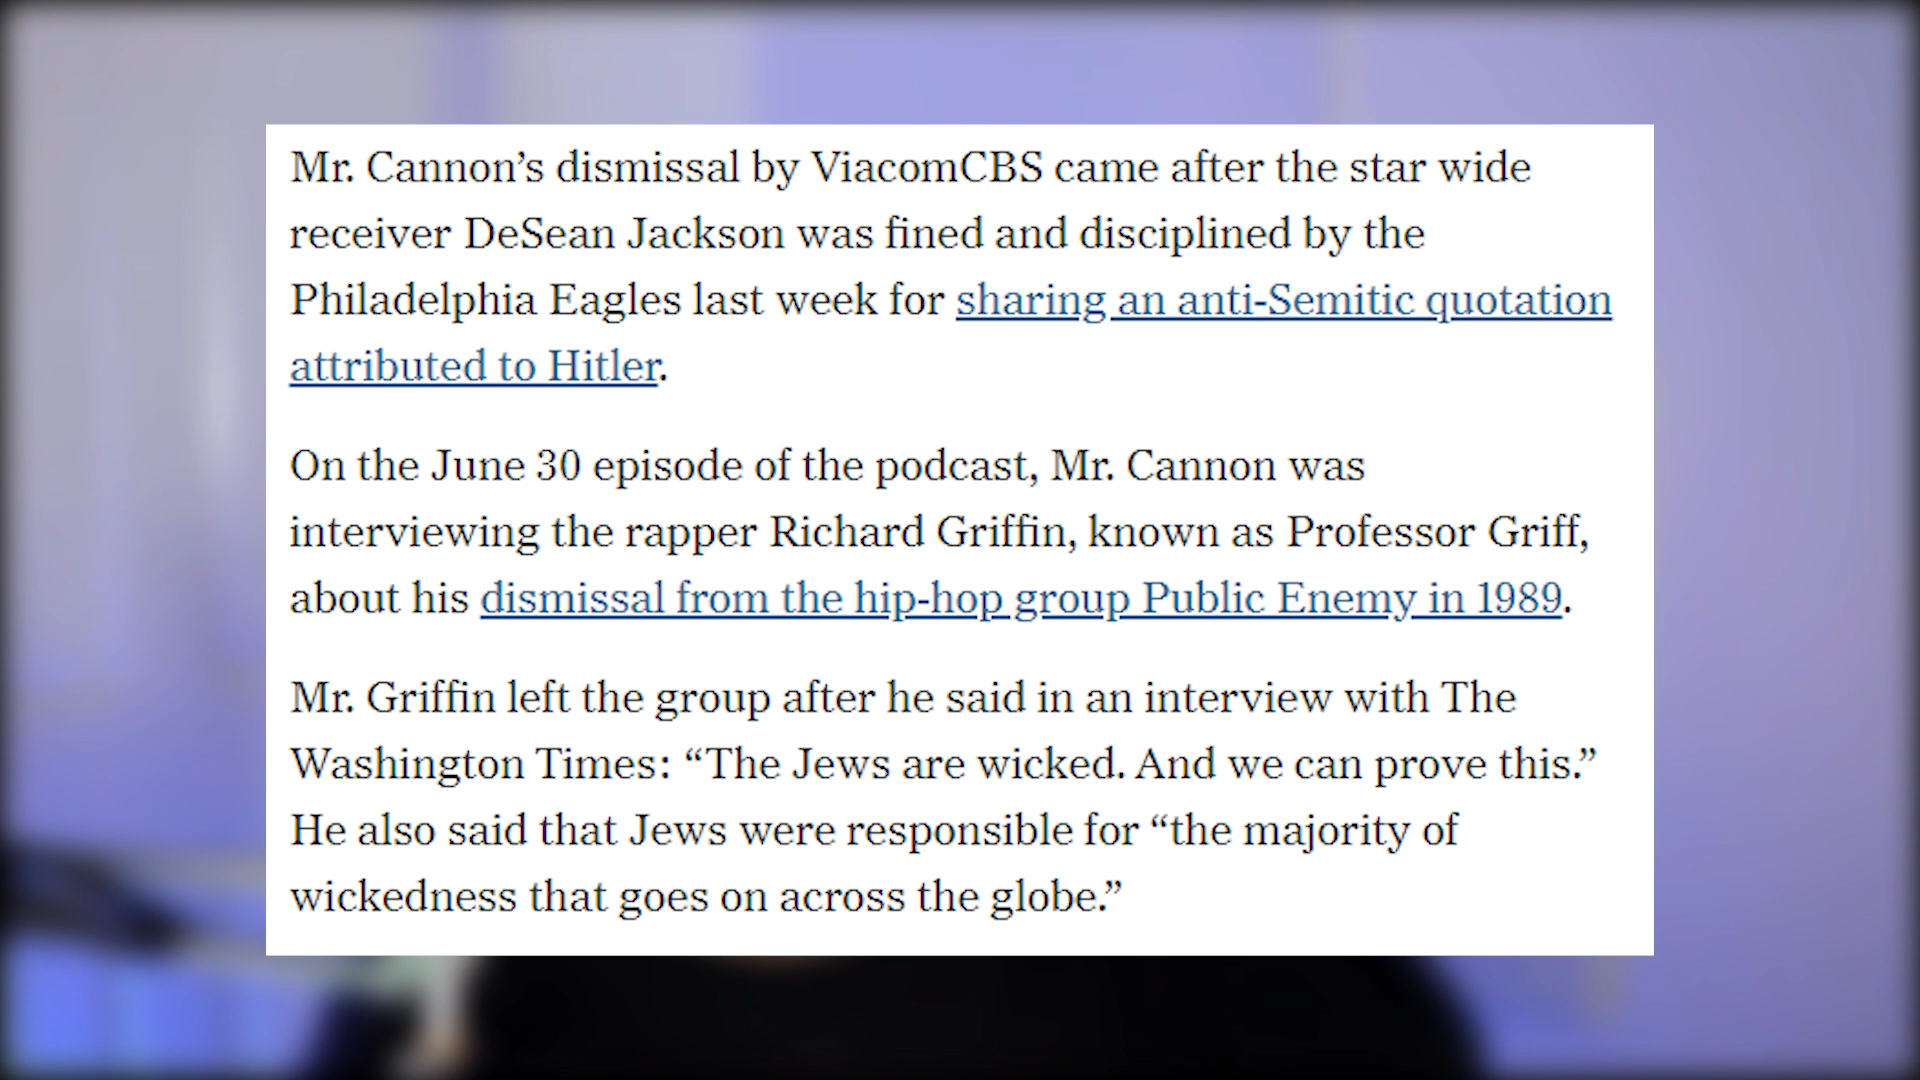 Mr. Cannon’s dismissal by ViacomCBS came after the star wide
receiver DeSean Jackson was fined and disciplined by the
Philadelphia Eagles last week for sharing an anti-Semitic quotation
attributed to Hitler.
On the June 30 episode of the podcast, Mr. Cannon was
interviewing the rapper Richard Griffin, known as Professor Griff,
about his dismissal from the hip-hop group Public Enemy in 1989.
Mr. Griffin left the group after he said in an interview with The
Washington Times: “The Jews are wicked. And we can prove this.”
He also said that Jews were responsible for “the majority of
wickedness that goes on across the globe.”